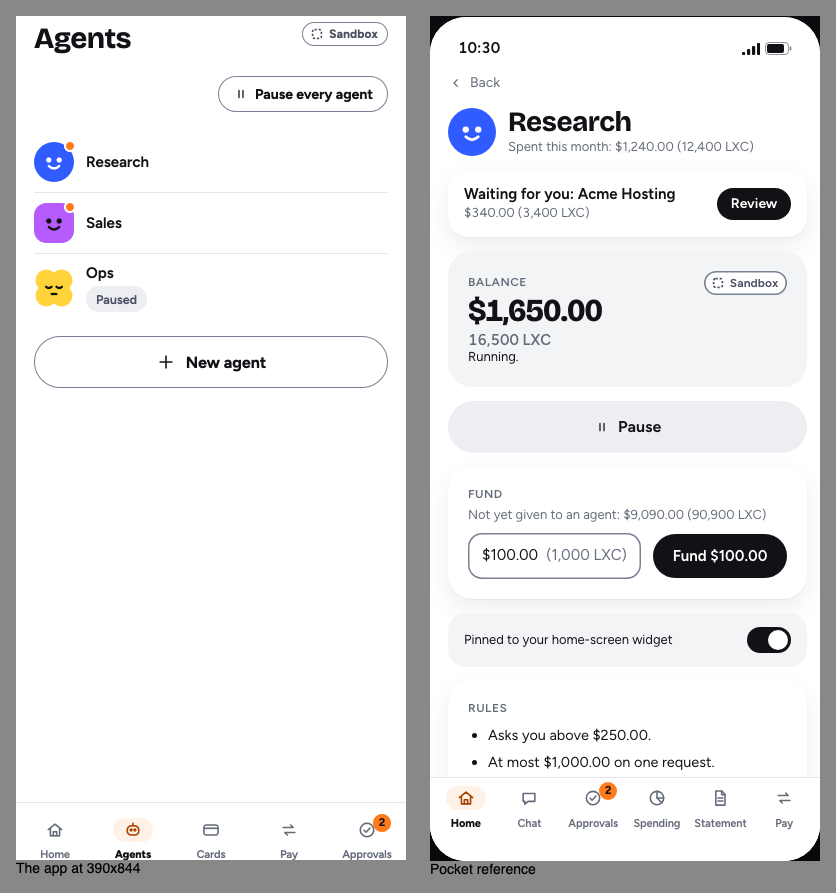 Agents
Sandbox
Pause every agent
Research
Sales
Ops
Paused
New agent
Home
Agents
Cards
Pay
2
Approvals
The app at 390x844
10:30
Back
Research
Spent this month: $1,240.00 (12,400 LXC)
Waiting for you: Acme Hosting
$340.00 (3,400 LXC)
Review
BALANCE
Sandbox
$1,650.00
16,500 LXC
Running.
Pause
FUND
Not yet given to an agent: $9,090.00 (90,900 LXC)
$100.00 (1,000 LXC)
Fund $100.00
Pinned to your home-screen widget
RULES
• Asks you above $250.00.
• At most $1,000.00 on one request.
Home
Chat
2
Approvals
Spending
Statement
Pay
Pocket reference